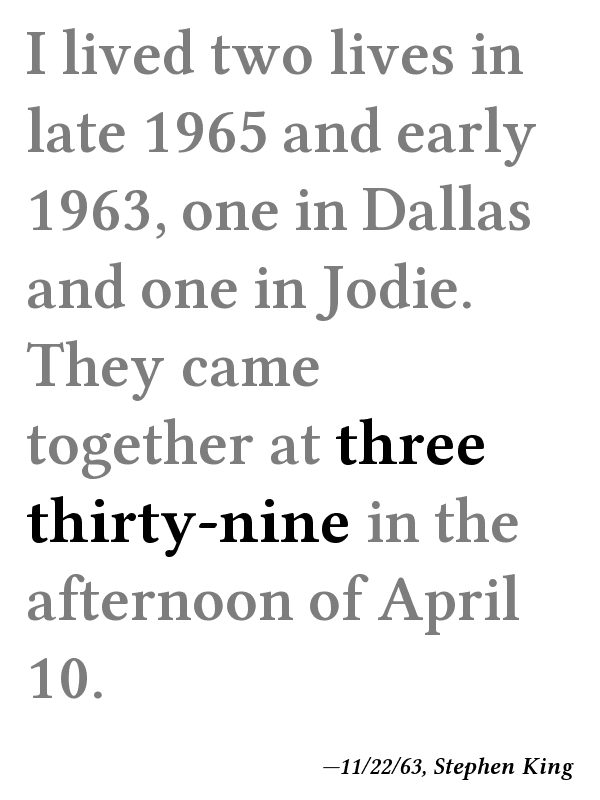 I lived two lives in
late 1965 and early
1963, one in Dallas
and one in Jodie.
They came
together at three
thirty-nine in the
afternoon of April
10.
—11/22/63, Stephen King